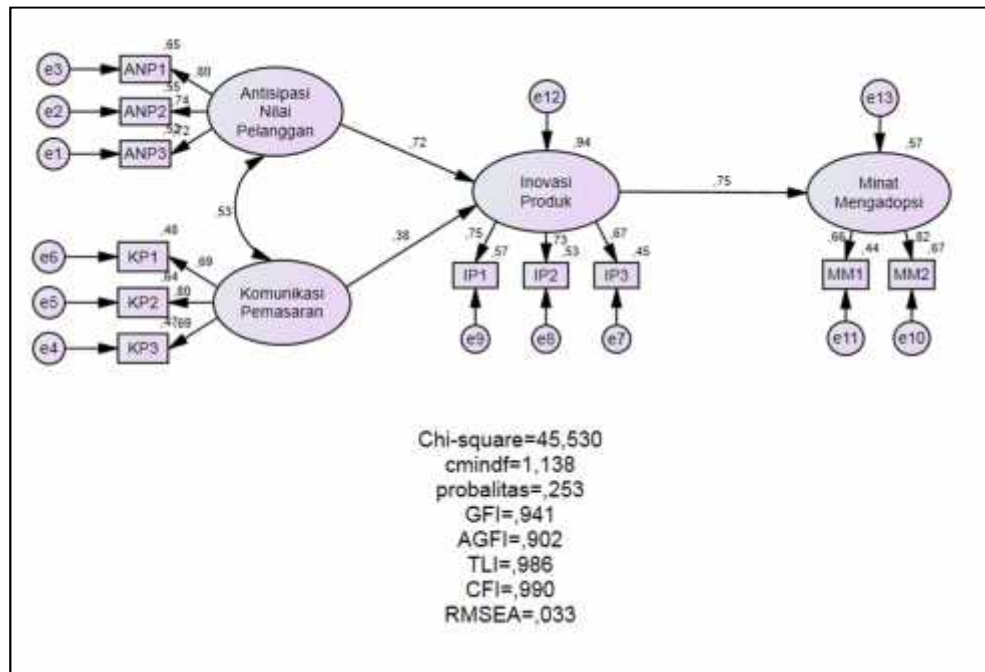 ,65
e3
ANP1
,80
,55
e2
ANP2
,74
,52
,72
e1
ANP3
Antisipasi
Nilai
Pelanggan
,53
,48
e6
KP1
,69
,64
e5
KP2
,80
,47
,69
e4
KP3
Komunikasi
Pemasaran
,72
,38
e12
,94
Inovasi
Produk
,75
,57
,73
,53
,67
,45
IP1
IP2
IP3
e9
e8
e7
,75
e13
,57
Minat
Mengadopsi
,66
,44
,82
,67
MM1
MM2
e11
e10
Chi-square=45,530
cmindf=1,138
probalitas=,253
GFI=,941
AGFI=,902
TLI=,986
CFI=,990
RMSEA=,033